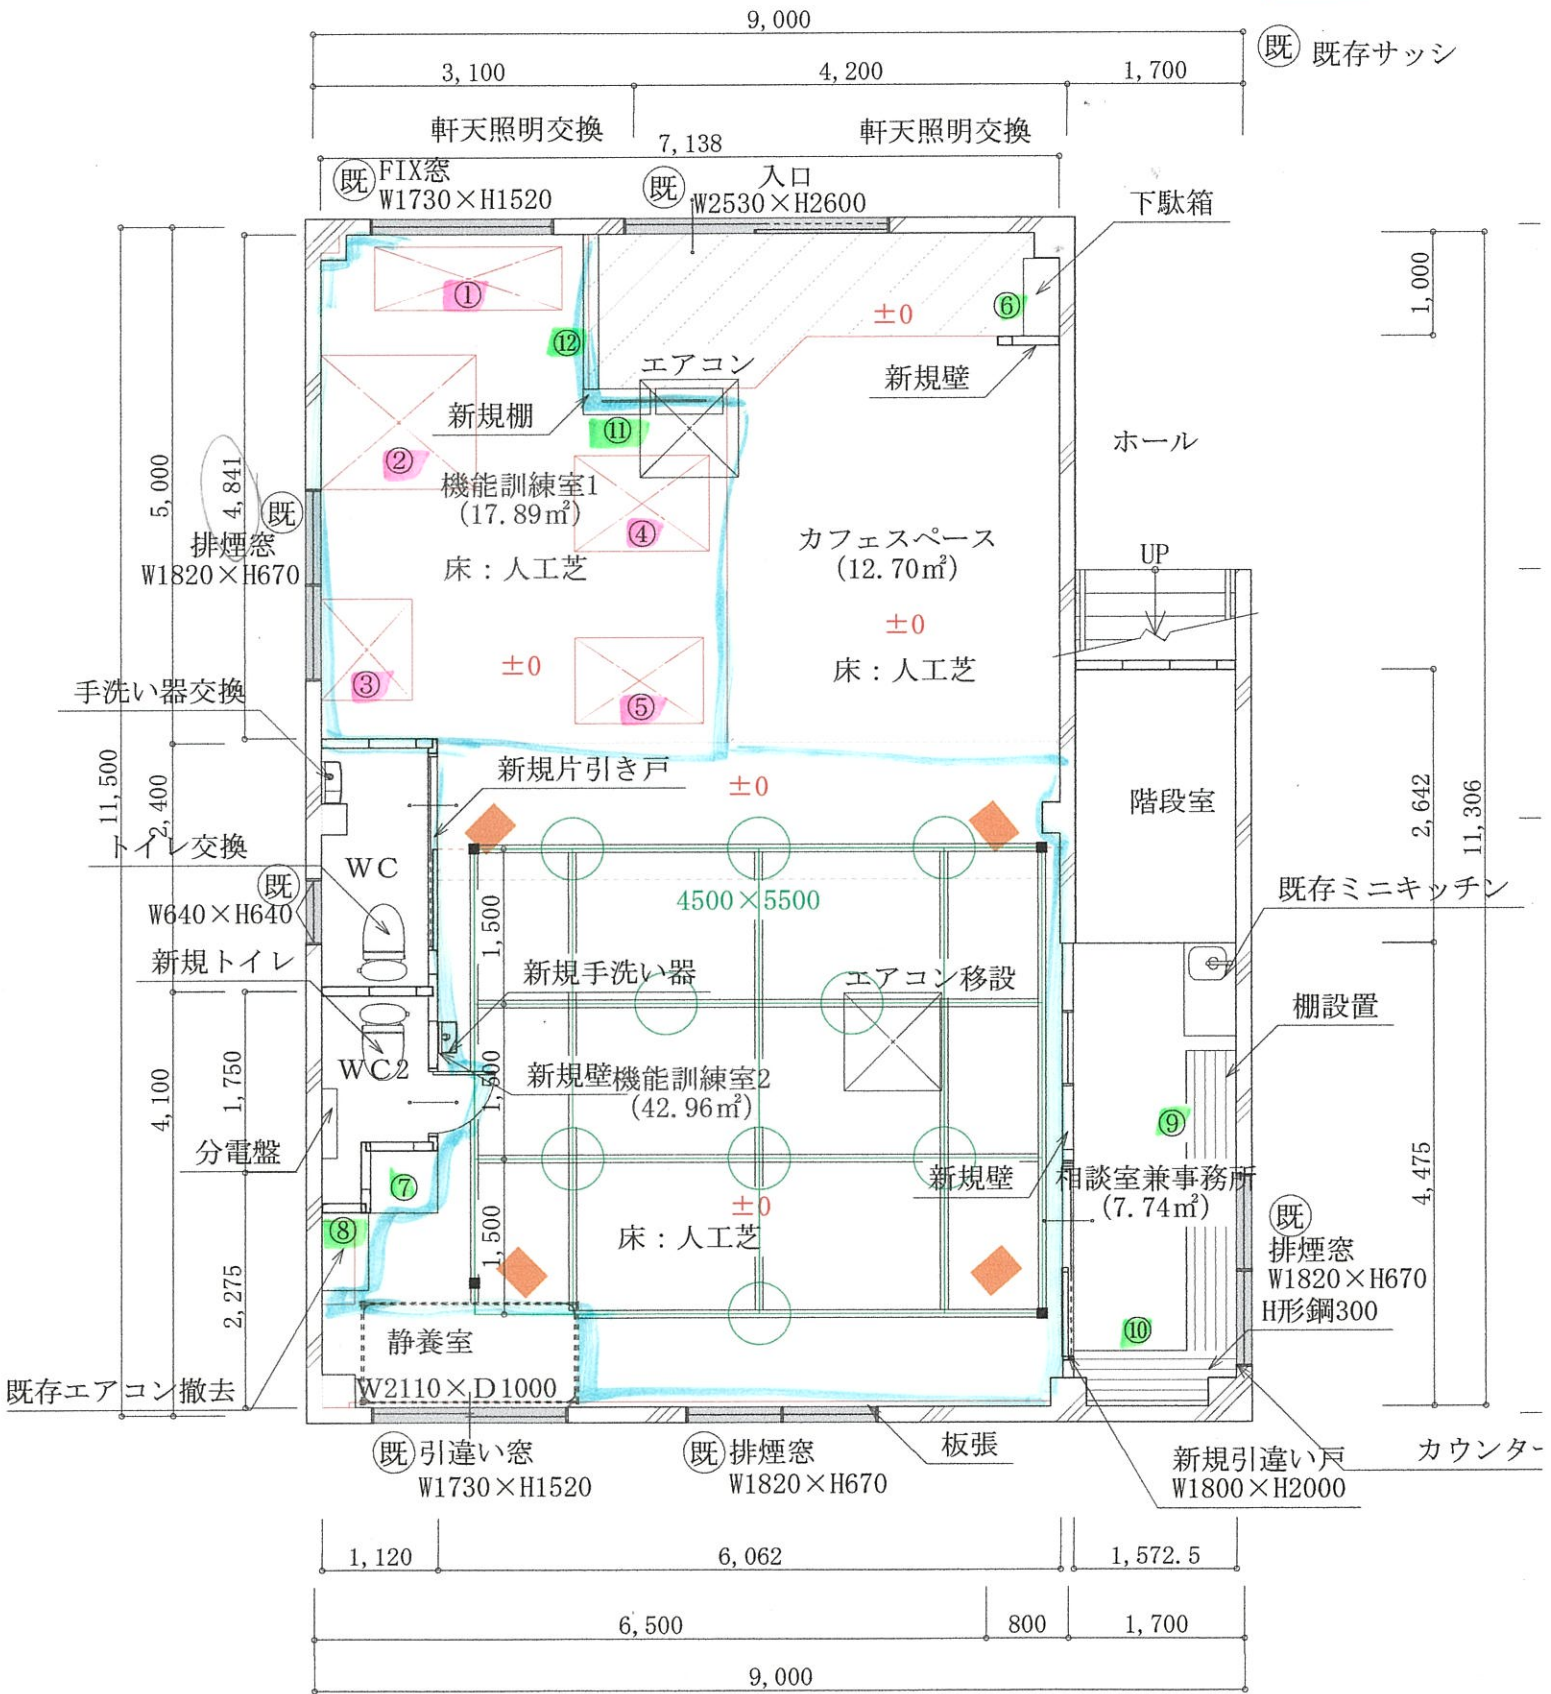 9,000
既 既存サッシ
3,100
4,200
1,700
軒天照明交換
軒天照明交換
7,138
既 FIX窓
W1730×H1520
既 入口
W2530×H2600
下駄箱
①
⑥
±0
1,000
⑫
エアコン
新規壁
新規棚
⑪
ホール
②
5,000
4,841
機能訓練室1
(17.89㎡)
既
排煙窓
W1820×H670
④
カフェスペース
(12.70㎡)
UP
床：人工芝
±0
±0
床：人工芝
③
⑤
手洗い器交換
新規片引き戸
±0
11,500
2,400
階段室
2,642
11,306
トイレ交換
WC
既
W640×H640
4500×5500
既存ミニキッチン
1,500
新規トイレ
新規手洗い器
エアコン移設
棚設置
WC2
新規壁
機能訓練室2
(42.96㎡)
1,500
1,750
4,100
分電盤
⑨
⑦
新規壁
相談室兼事務所
(7.74㎡)
4,475
⑧
±0
床：人工芝
1,500
既
排煙窓
W1820×H670
H形鋼300
2,275
⑩
静養室
W2110×D1000
既存エアコン撤去
既 引違い窓
W1730×H1520
既 排煙窓
W1820×H670
板張
新規引違い戸
W1800×H2000
カウンター
1,120
6,062
1,572.5
6,500
800
1,700
9,000